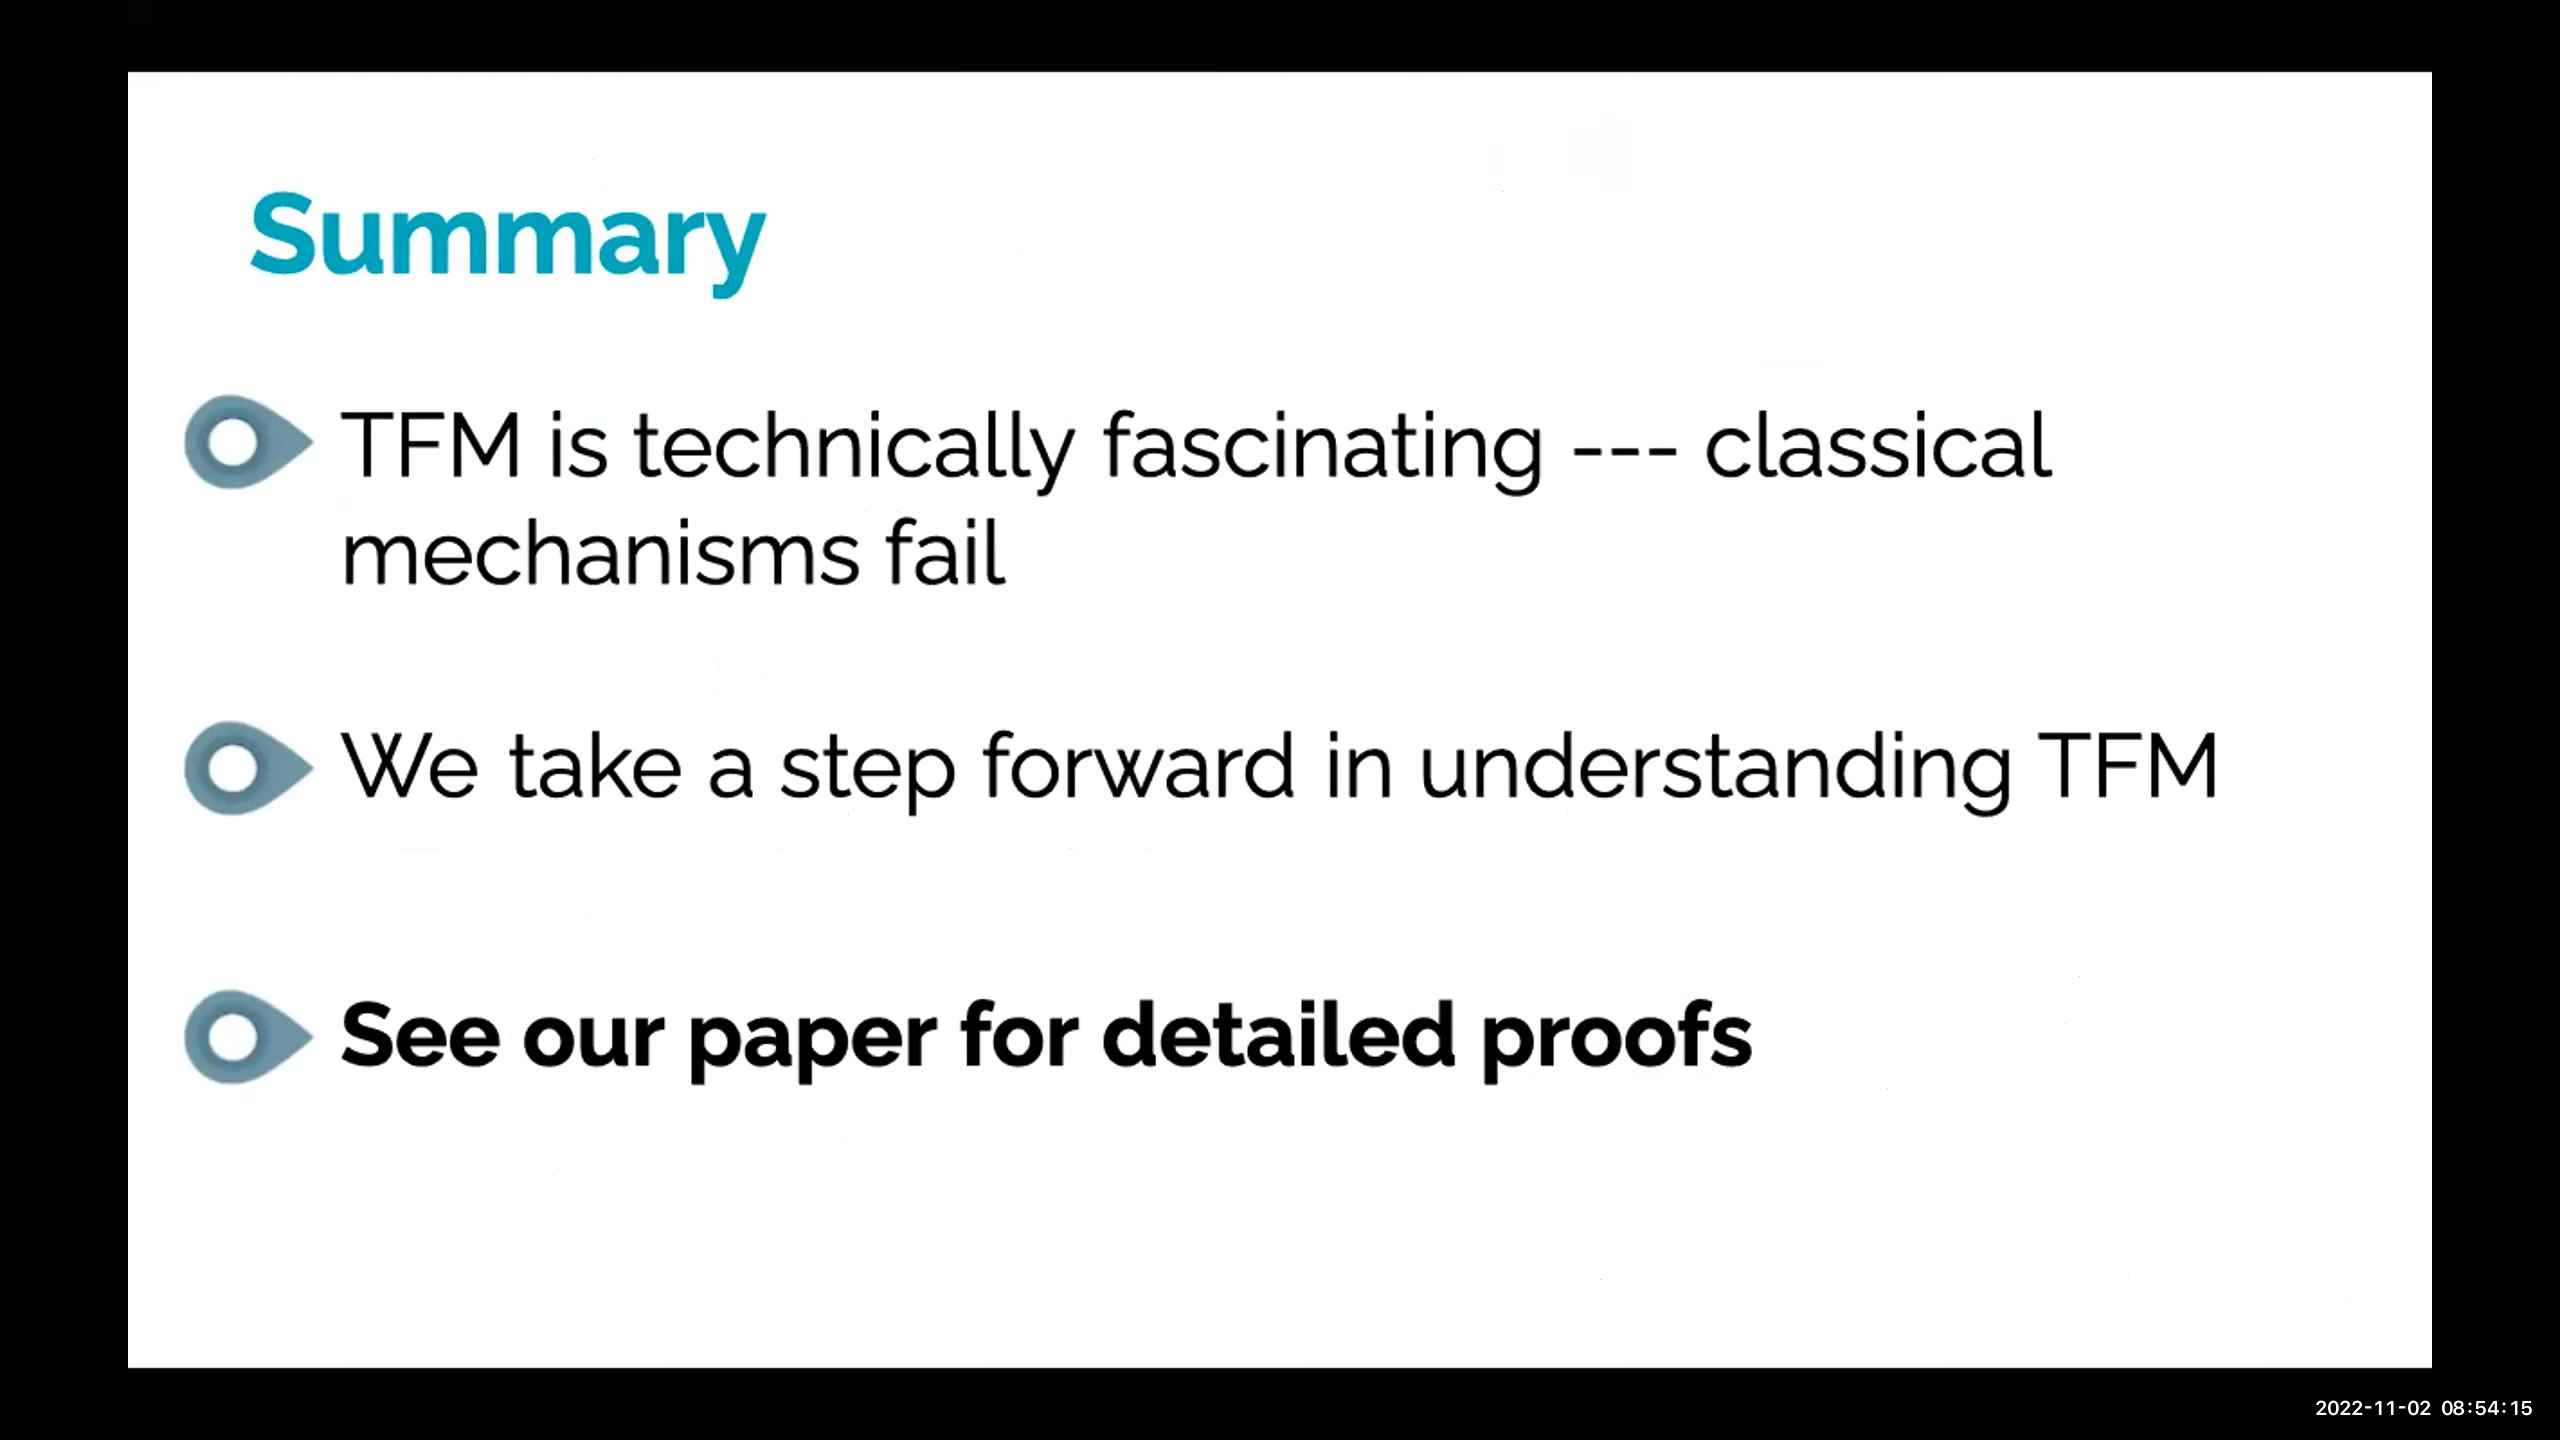 Summary
TFM is technically fascinating --- classical
mechanisms fail
We take a step forward in understanding TFM
See our paper for detailed proofs
2022-11-02 08:54:15